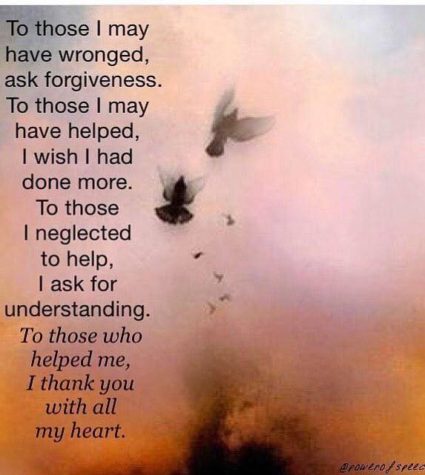 To those I may
have wronged,
ask forgiveness.
To those I may
have helped,
I wish I had
done more.
To those
I neglected
to help,
I ask for
understanding.
To those who
helped me,
I thank you
with all
my heart.
@powerofspeec